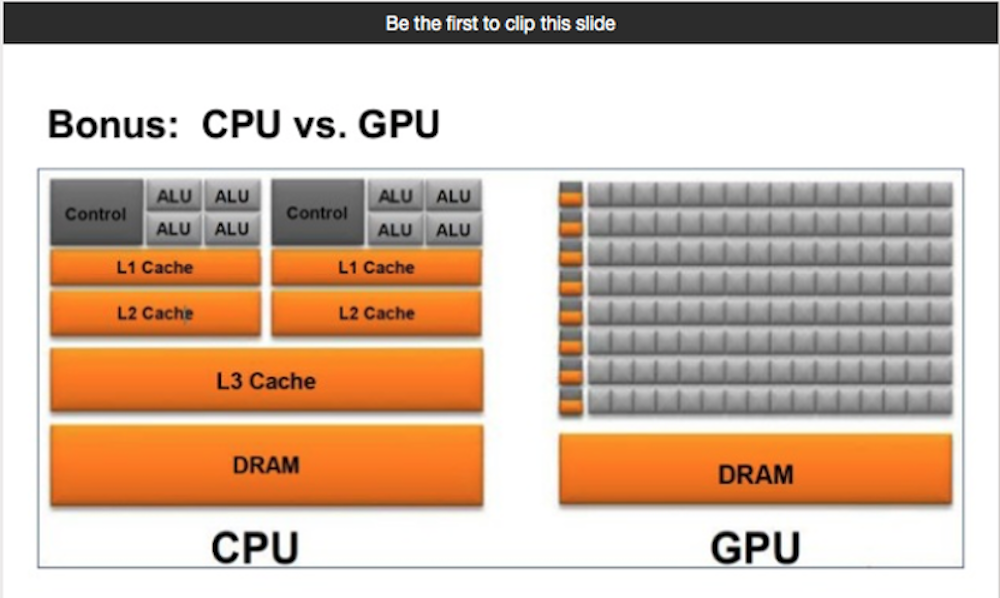 Be the first to clip this slide
Bonus: CPU vs. GPU
Control
ALU ALU
ALU ALU
L1 Cache
L2 Cache
Control
ALU ALU
ALU ALU
L1 Cache
L2 Cache
L3 Cache
DRAM
CPU
DRAM
GPU